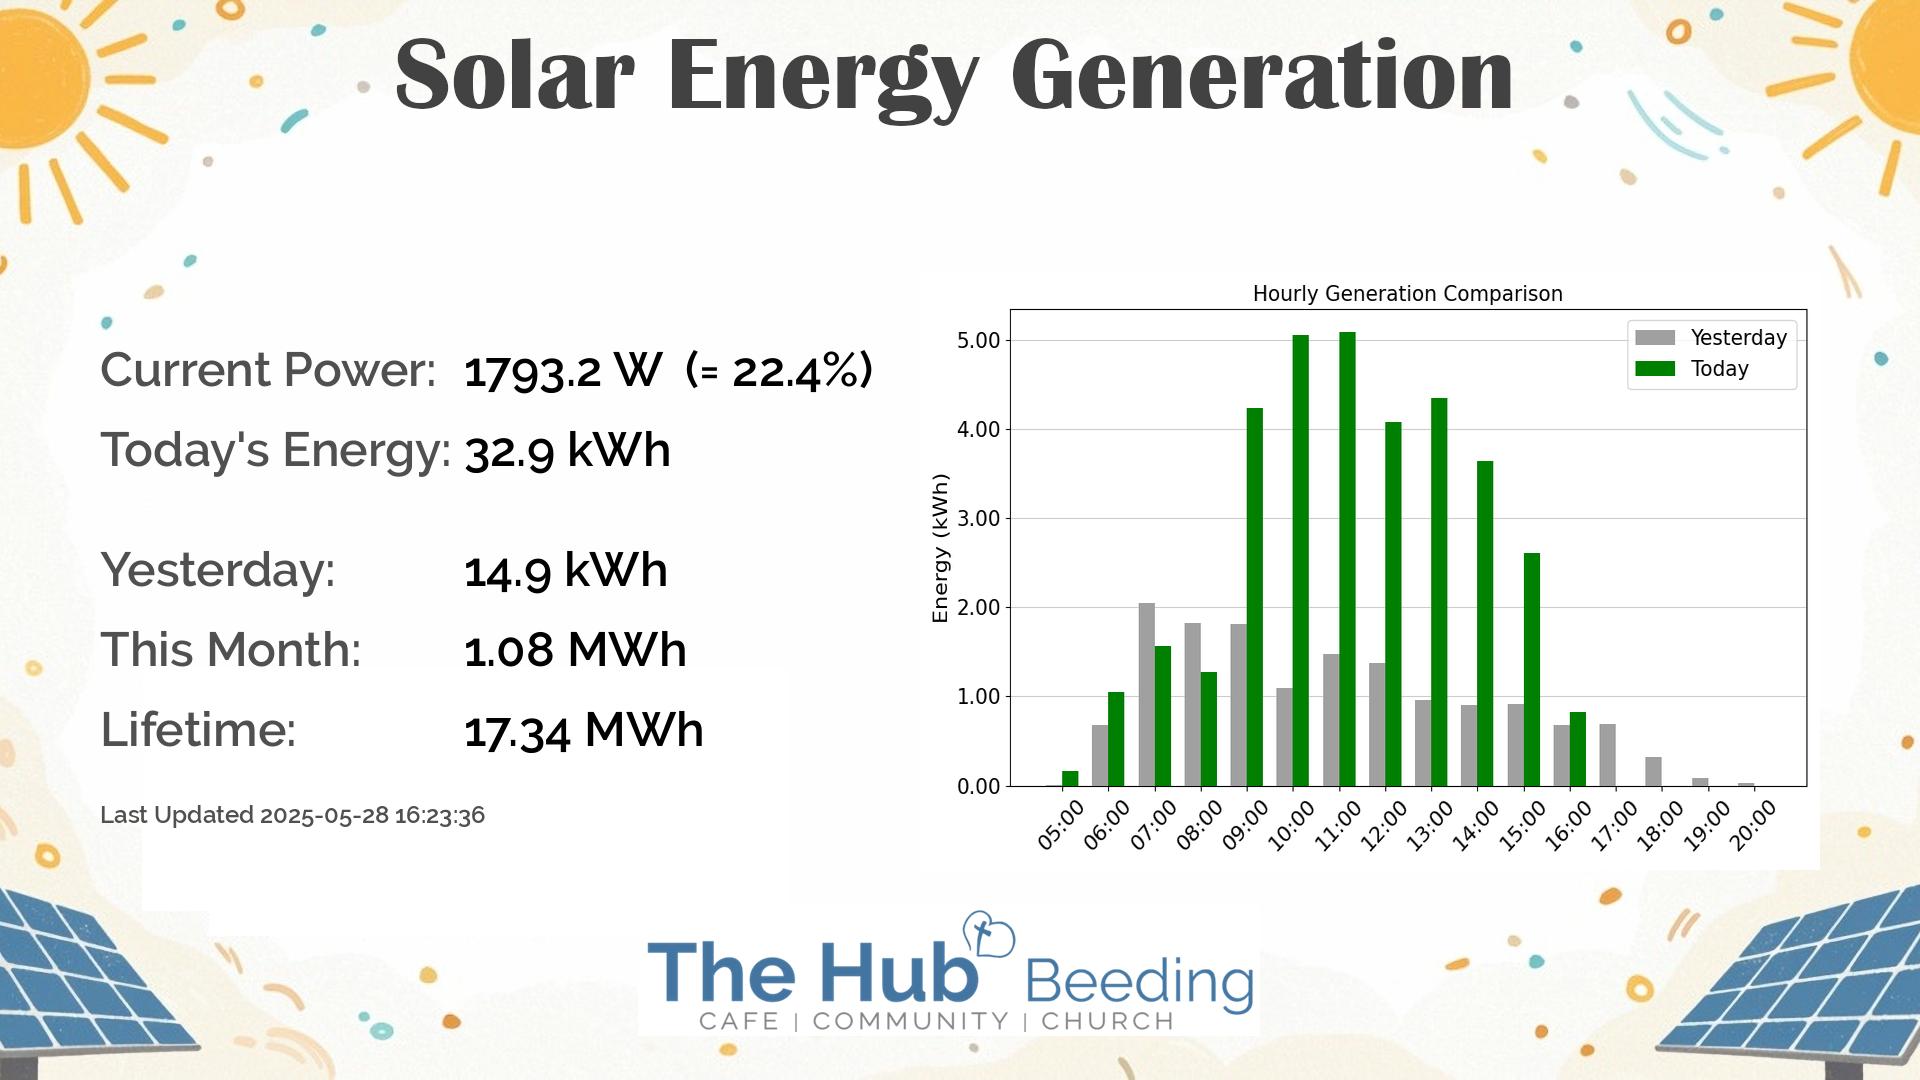 Solar Energy Generation
Current Power: 1793.2 W (= 22.4%)
Today's Energy: 32.9 kWh
Yesterday: 14.9 kWh
This Month: 1.08 MWh
Lifetime: 17.34 MWh
Last Updated 2025-05-28 16:23:36
Hourly Generation Comparison
Yesterday
Today
Energy (kWh)
5.00
4.00
3.00
2.00
1.00
0.00
05:00 06:00 07:00 08:00 09:00 10:00 11:00 12:00 13:00 14:00 15:00 16:00 17:00 18:00 19:00 20:00
The Hub Beeding
CAFE | COMMUNITY | CHURCH